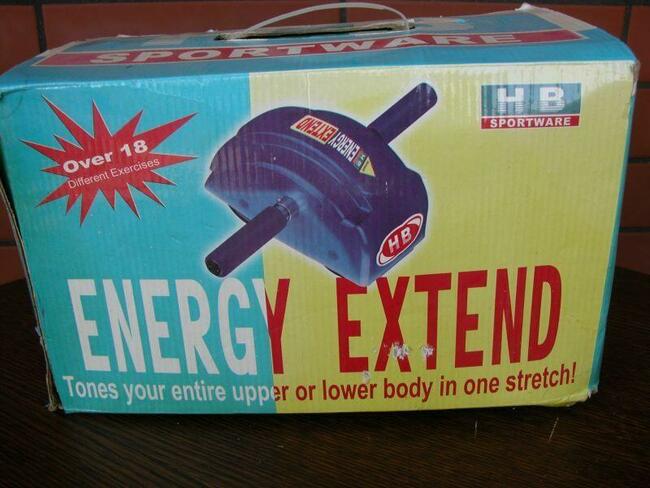 SPORTWARE
H B
SPORTWARE
Over 18
Different Exercises
ENERGY EXTEND
HB
ENERGY EXTEND
Tones your entire upper or lower body in one stretch!